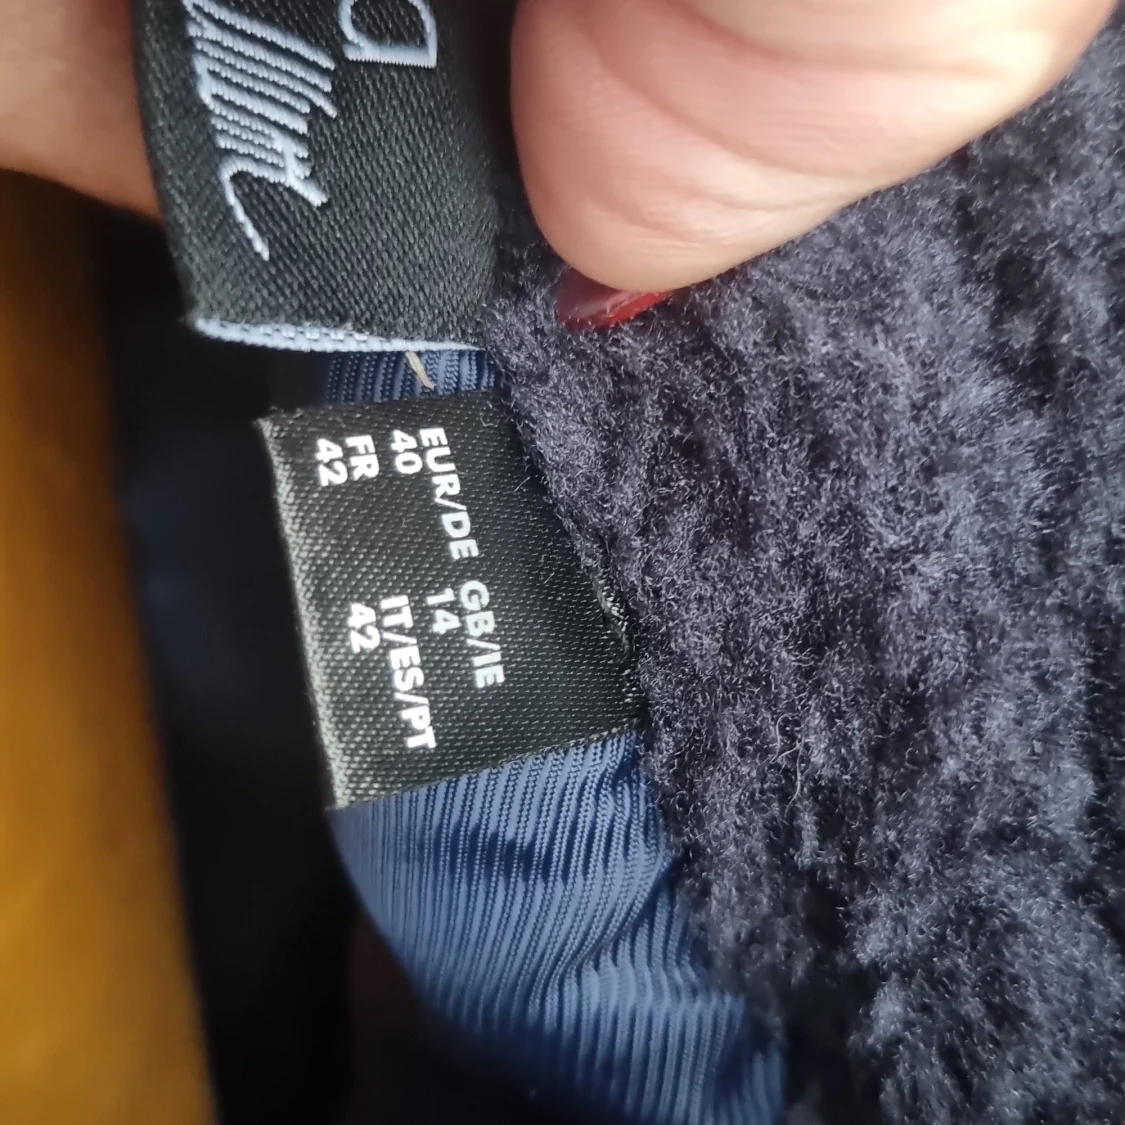 EUR/DE GB/IE
40 14
FR IT/ES/PT
42 42